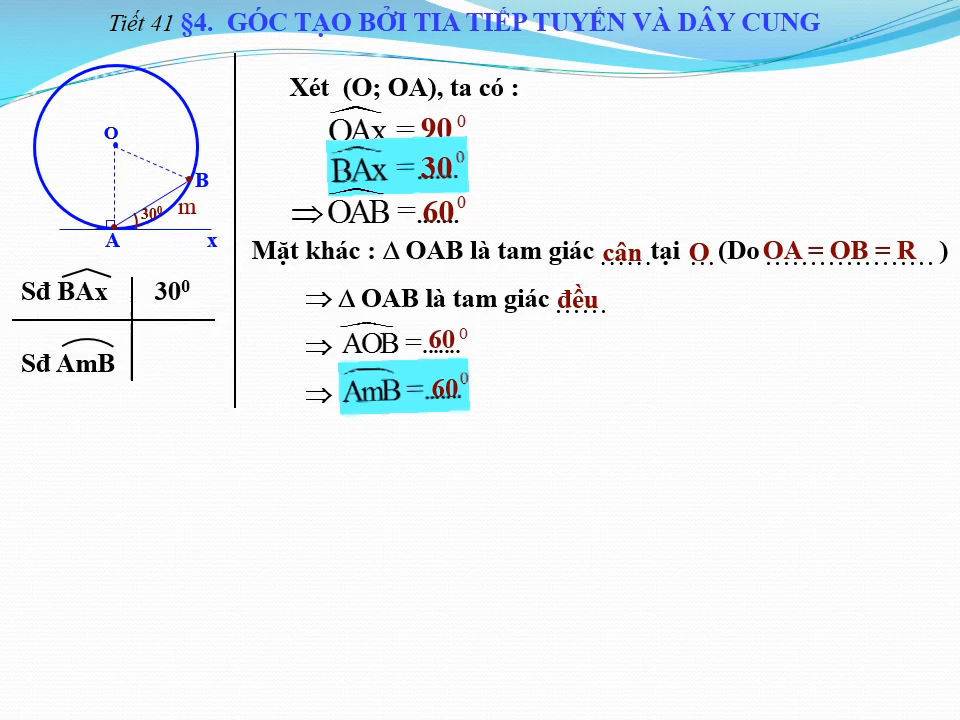 Tiết 41 §4. GÓC TẠO BỞI TIA TIẾP TUYẾN VÀ DÂY CUNG
Xét (O; OA), ta có :
OAx = 90 0
BAx = 30 0
⇒ OAB = 60 0
Mặt khác : Δ OAB là tam giác cân tại O (Do OA = OB = R )
⇒ Δ OAB là tam giác đều
⇒ AOB = 60 0
⇒ AmB = 60 0
O
B
m
30⁰
A
x
Sđ BAx 30⁰
Sđ AmB